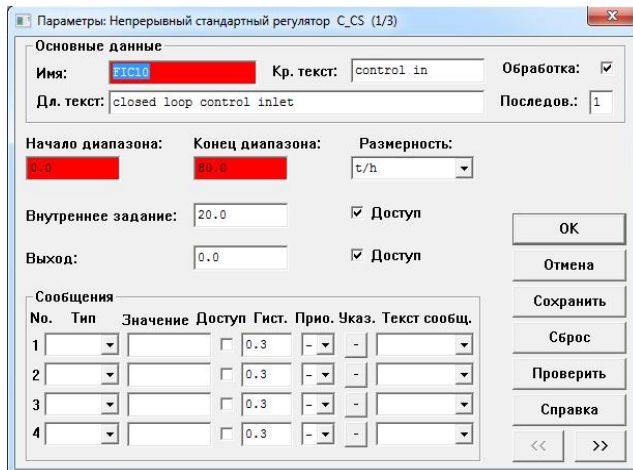 Параметры: Непрерывный стандартный регулятор C_CS (1/3)
Основные данные
Имя: FIC10 Кр. текст: control in Обработка:
Дл. текст: closed loop control inlet Последов.: 1
Начало диапазона: Конец диапазона: Размерность:
0.0 80.0 t/h
Внутреннее задание: 20.0 Доступ
Выход: 0.0 Доступ
OK
Отмена
Сохранить
Сброс
Проверить
Справка
<< >>
Сообщения
No. Тип Значение Доступ Гист. Прио. Указ. Текст сообщ.
1 0.3 - -
2 0.3 - -
3 0.3 - -
4 0.3 - -